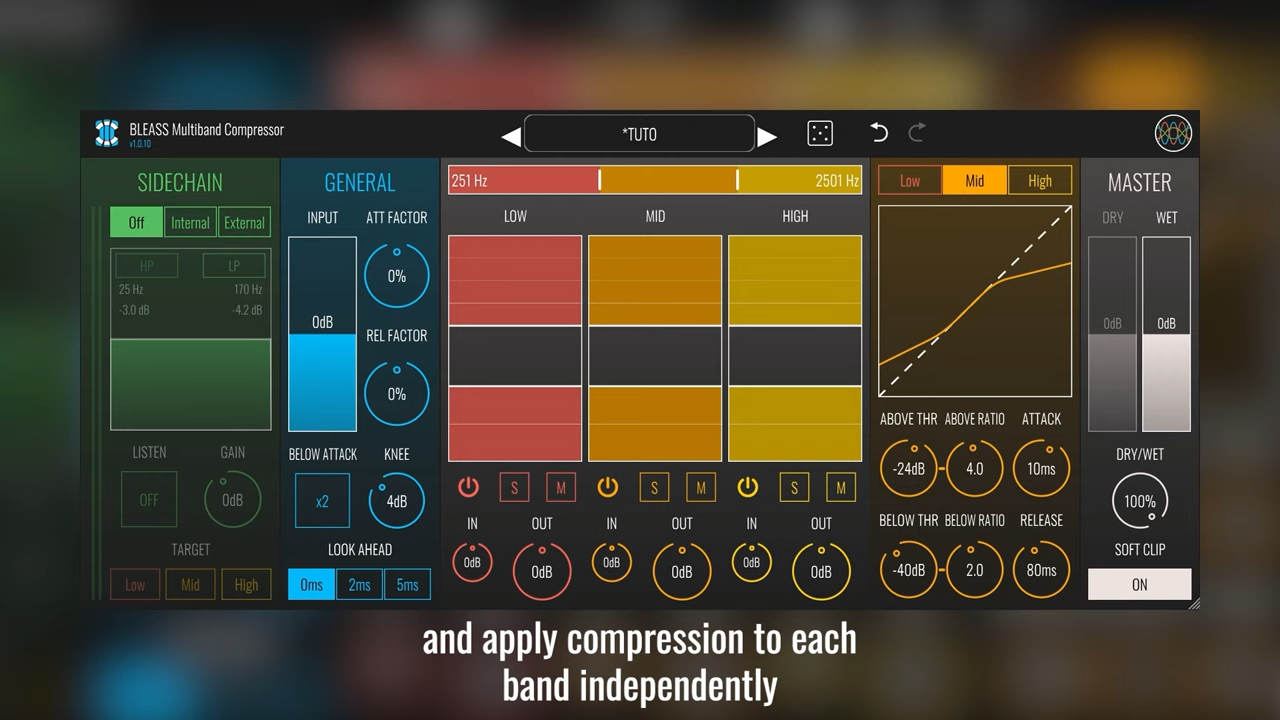 BLEASS Multiband Compressor
v1.0.10
*TUTO
SIDECHAIN
Off Internal External
HP LP
25 Hz 170 Hz
-3.0 dB -4.2 dB
LISTEN GAIN
OFF 0dB
TARGET
Low Mid High
GENERAL
INPUT ATT FACTOR
0% 
0dB
REL FACTOR
0%
BELOW ATTACK KNEE
x2 4dB
LOOK AHEAD
0ms 2ms 5ms
251 Hz 2501 Hz
LOW MID HIGH
S M S M S M
IN OUT IN OUT IN OUT
0dB 0dB 0dB 0dB 0dB 0dB
Low Mid High
ABOVE THR ABOVE RATIO ATTACK
-24dB 4.0 10ms
BELOW THR BELOW RATIO RELEASE
-40dB 2.0 80ms
MASTER
DRY WET
0dB 0dB
DRY/WET
100%
SOFT CLIP
ON
and apply compression to each
band independently